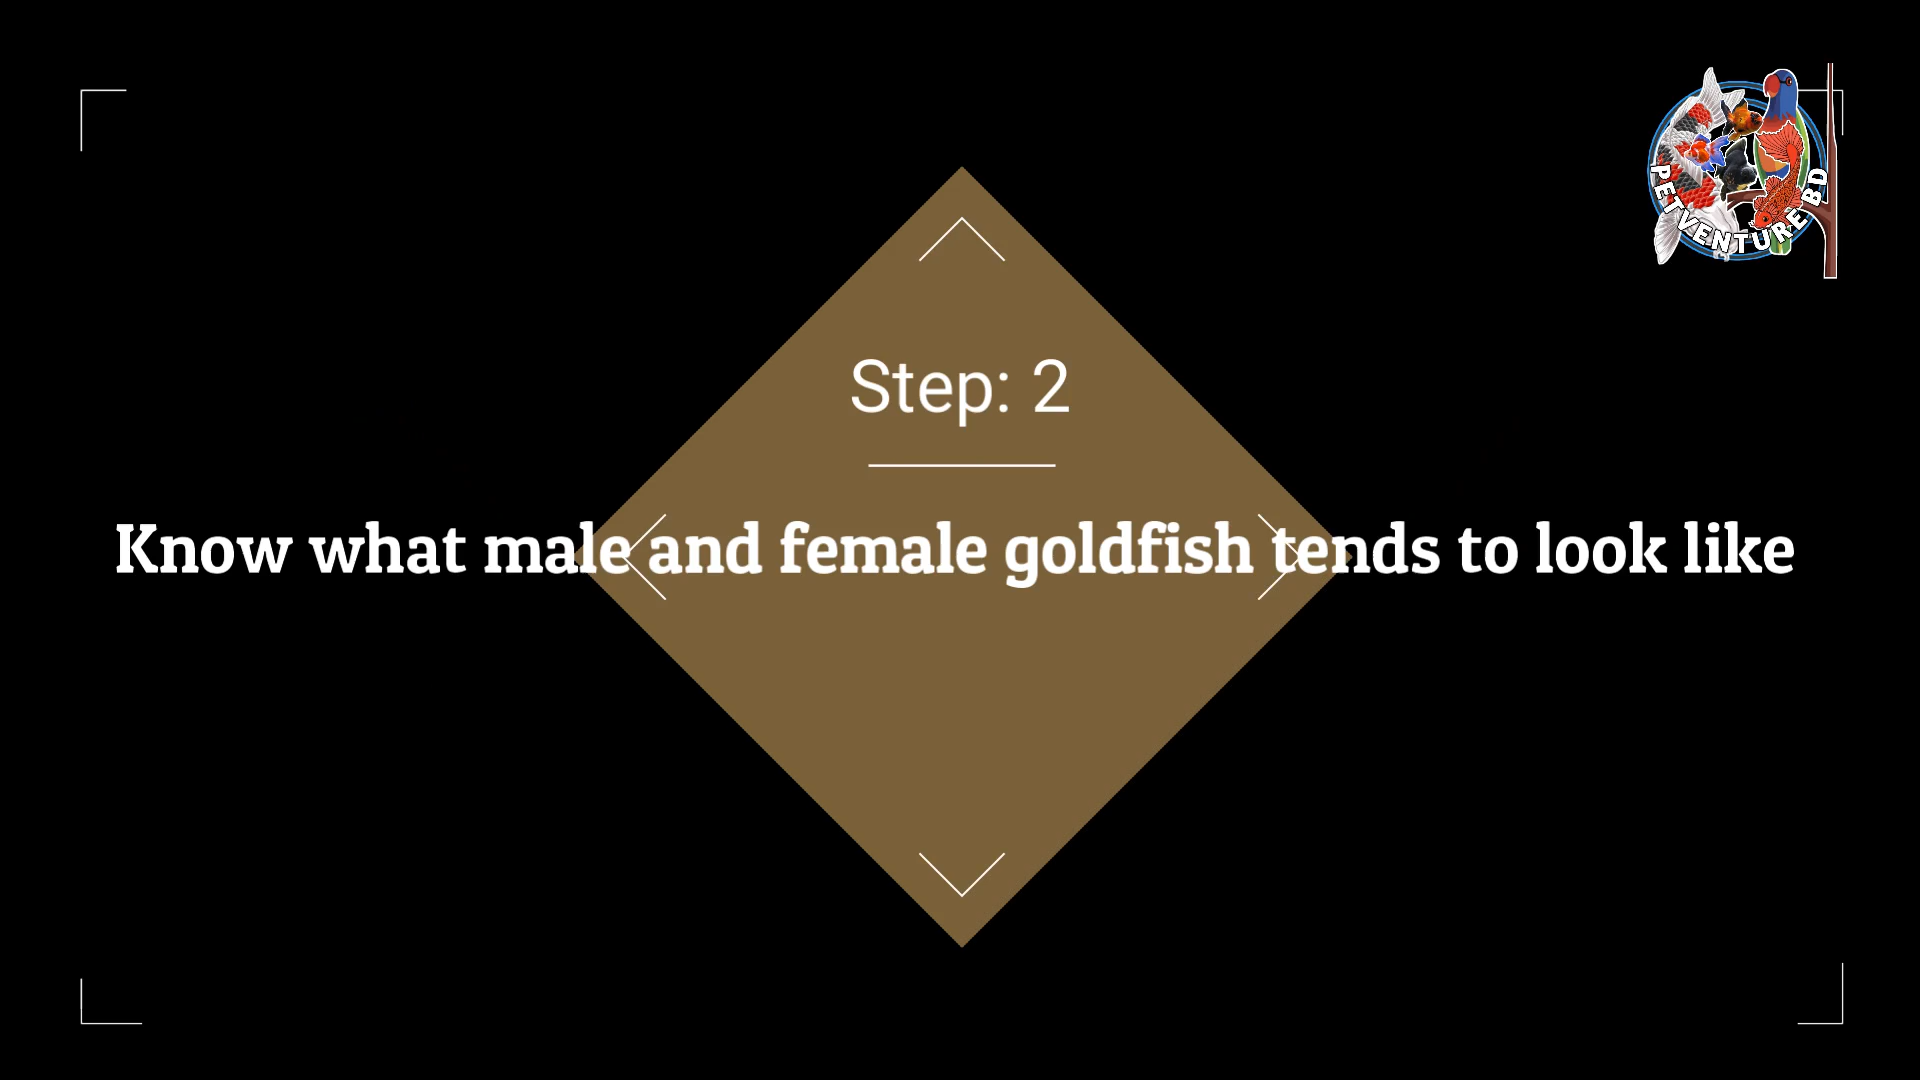 PETVENTURE BD
Step: 2
Know what male and female goldfish tends to look like